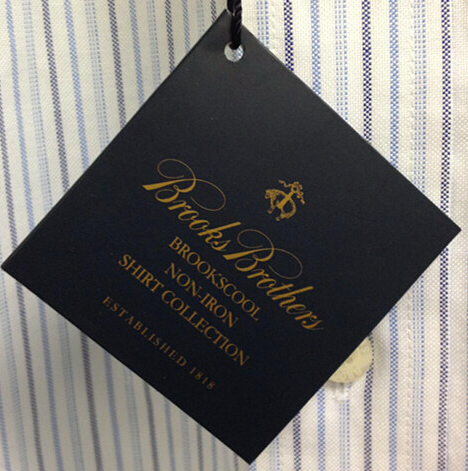 Brooks Brothers
BROOKSCOOL
NON-IRON
SHIRT COLLECTION
ESTABLISHED 1818